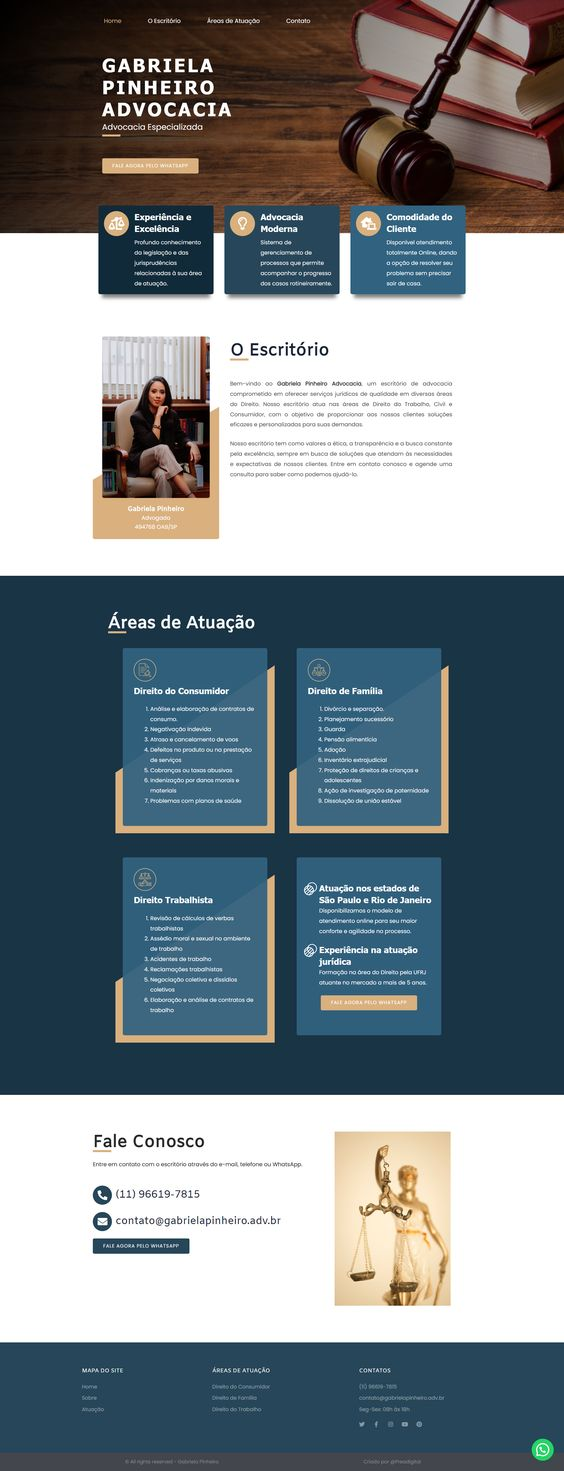 Home O Escritório Áreas de Atuação Contato
GABRIELA
PINHEIRO
ADVOCACIA
Advocacia Especializada
FALE AGORA PELO WHATSAPP
Experiência e
Excelência
Profundo conhecimento
da legislação e das
jurisprudências
relacionadas à sua área
de atuação.
Advocacia
Moderna
Sistema de
gerenciamento de
processos que permite
acompanhar o progresso
dos casos rotineiramente.
Comodidade do
Cliente
Disponível atendimento
totalmente Online, dando
a opção de resolver seu
problema sem precisar
sair de casa.
Gabriela Pinheiro
Advogada
494768 OAB/SP
O Escritório
Bem-vindo ao Gabriela Pinheiro Advocacia, um escritório de advocacia
comprometido em oferecer serviços jurídicos de qualidade em diversas áreas
do Direito. Nosso escritório atua nas áreas de Direito do Trabalho, Civil e
Consumidor, com o objetivo de proporcionar aos nossos clientes soluções
eficazes e personalizadas para suas demandas.
Nosso escritório tem como valores a ética, a transparência e a busca constante
pela excelência, sempre em busca de soluções que atendam às necessidades
e expectativas de nossos clientes. Entre em contato conosco e agende uma
consulta para saber como podemos ajudá-lo.
Áreas de Atuação
Direito do Consumidor
1. Análise e elaboração de contratos de
consumo.
2. Negativação Indevida
3. Atraso e cancelamento de voos
4. Defeitos no produto ou na prestação
de serviços
5. Cobranças ou taxas abusivas
6. Indenização por danos morais e
materiais
7. Problemas com planos de saúde
Direito de Família
1. Divórcio e separação.
2. Planejamento sucessório
3. Guarda
4. Pensão alimentícia
5. Adoção
6. Inventário extrajudicial
7. Proteção de direitos de crianças e
adolescentes
8. Ação de investigação de paternidade
9. Dissolução de união estável
Direito Trabalhista
1. Revisão de cálculos de verbas
trabalhistas
2. Assédio moral e sexual no ambiente
de trabalho
3. Acidentes de trabalho
4. Reclamações trabalhistas
5. Negociação coletiva e dissídios
coletivos
6. Elaboração e análise de contratos de
trabalho
Atuação nos estados de
São Paulo e Rio de Janeiro
Disponibilizamos o modelo de
atendimento online para seu maior
conforto e agilidade no processo.
Experiência na atuação
jurídica
Formação na área do Direito pela UFRJ
atuante no mercado a mais de 5 anos.
FALE AGORA PELO WHATSAPP
Fale Conosco
Entre em contato com o escritório através do e-mail, telefone ou WhatsApp.
(11) 96619-7815
contato@gabrielapinheiro.adv.br
FALE AGORA PELO WHATSAPP
MAPA DO SITE
Home
Sobre
Atuação
ÁREAS DE ATUAÇÃO
Direito do Consumidor
Direito de Família
Direito do Trabalho
CONTATOS
(11) 96619-7815
contato@gabrielapinheiro.adv.br
Seg-Sex: 08h às 18h
© All rights reserved - Gabriela Pinheiro
Criado por @Preadigital